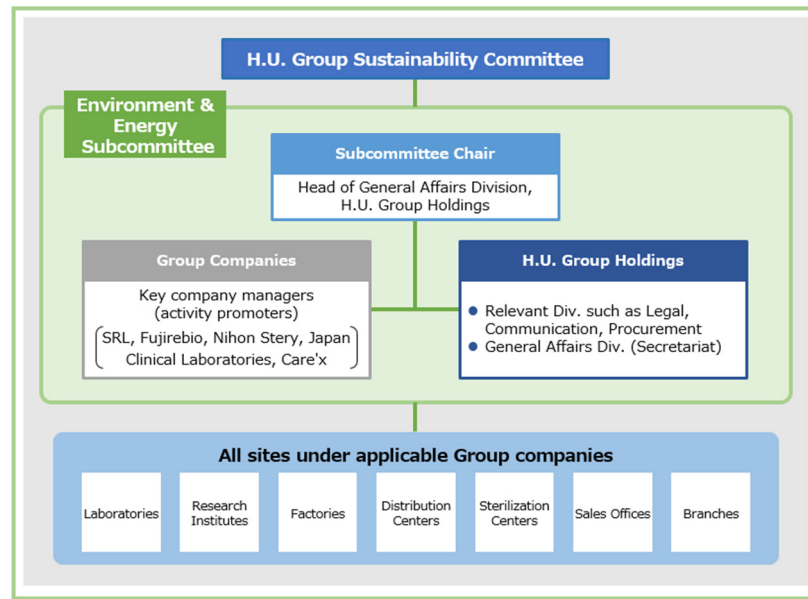 H.U. Group Sustainability Committee
Environment &
Energy
Subcommittee
Subcommittee Chair
Head of General Affairs Division,
H.U. Group Holdings
Group Companies
Key company managers
(activity promoters)
SRL, Fujirebio, Nihon Stery, Japan
Clinical Laboratories, Care'x
H.U. Group Holdings
● Relevant Div. such as Legal,
Communication, Procurement
● General Affairs Div. (Secretariat)
All sites under applicable Group companies
Laboratories
Research
Institutes
Factories
Distribution
Centers
Sterilization
Centers
Sales Offices
Branches